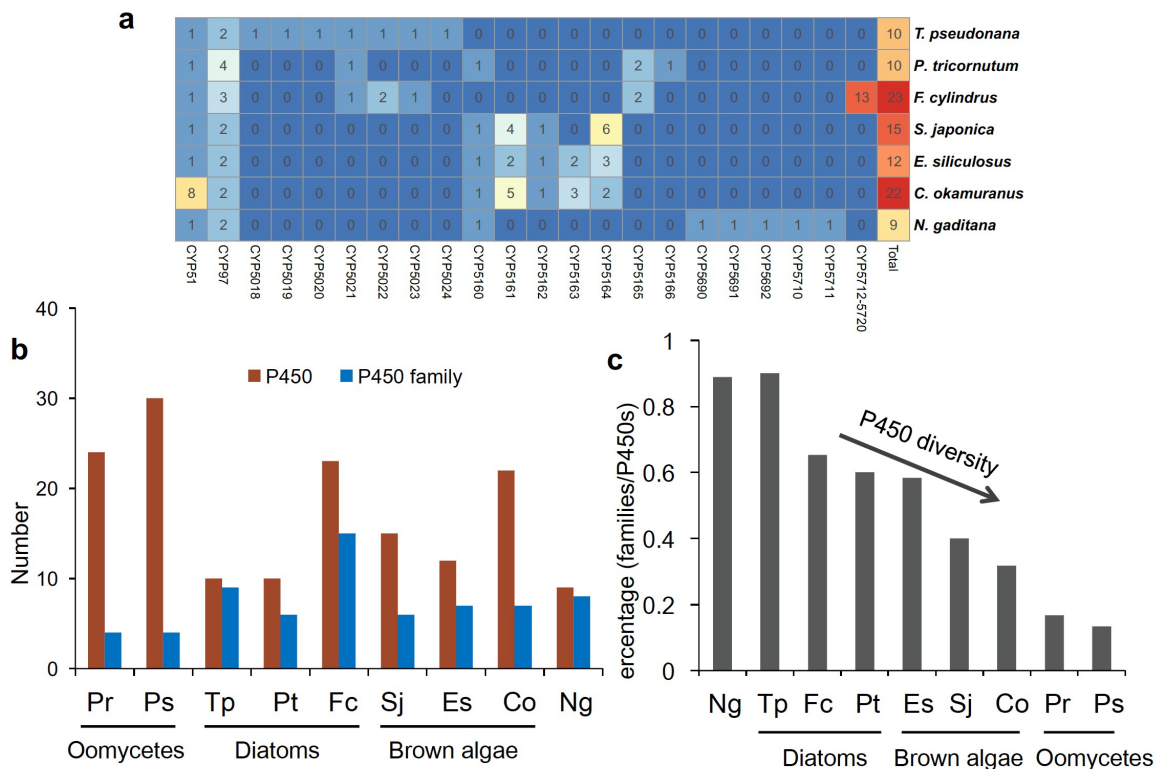 a
1 2 1 1 1 1 1 1 1 0 0 0 0 0 0 0 0 0 0 0 0 0 10 T. pseudonana
1 4 0 0 0 1 0 0 0 1 0 0 0 0 2 1 0 0 0 0 0 0 10 P. tricornutum
1 3 0 0 0 1 2 1 0 0 0 0 0 0 2 0 0 0 0 0 0 13 23 F. cylindrus
1 2 0 0 0 0 0 0 0 1 4 1 0 6 0 0 0 0 0 0 0 0 15 S. japonica
1 2 0 0 0 0 0 0 0 1 2 1 2 3 0 0 0 0 0 0 0 0 12 E. siliculosus
8 2 0 0 0 0 0 0 0 1 5 1 3 2 0 0 0 0 0 0 0 0 22 C. okamuranus
1 2 0 0 0 0 0 0 0 1 0 0 0 0 0 0 1 1 1 1 1 0 9 N. gaditana
CYP51 CYP97 CYP5018 CYP5019 CYP5020 CYP5021 CYP5022 CYP5023 CYP5024 CYP5160 CYP5161 CYP5162 CYP5163 CYP5164 CYP5165 CYP5166 CYP5690 CYP5691 CYP5692 CYP5710 CYP5711 CYP5712-5720 Total
b
Number
40
30
20
10
0
P450 P450 family
Pr Ps Tp Pt Fc Sj Es Co Ng
Oomycetes Diatoms Brown algae
c
ercentage (families/P450s)
1
0.8
0.6
0.4
0.2
0
P450 diversity
Ng Tp Fc Pt Es Sj Co Pr Ps
Diatoms Brown algae Oomycetes